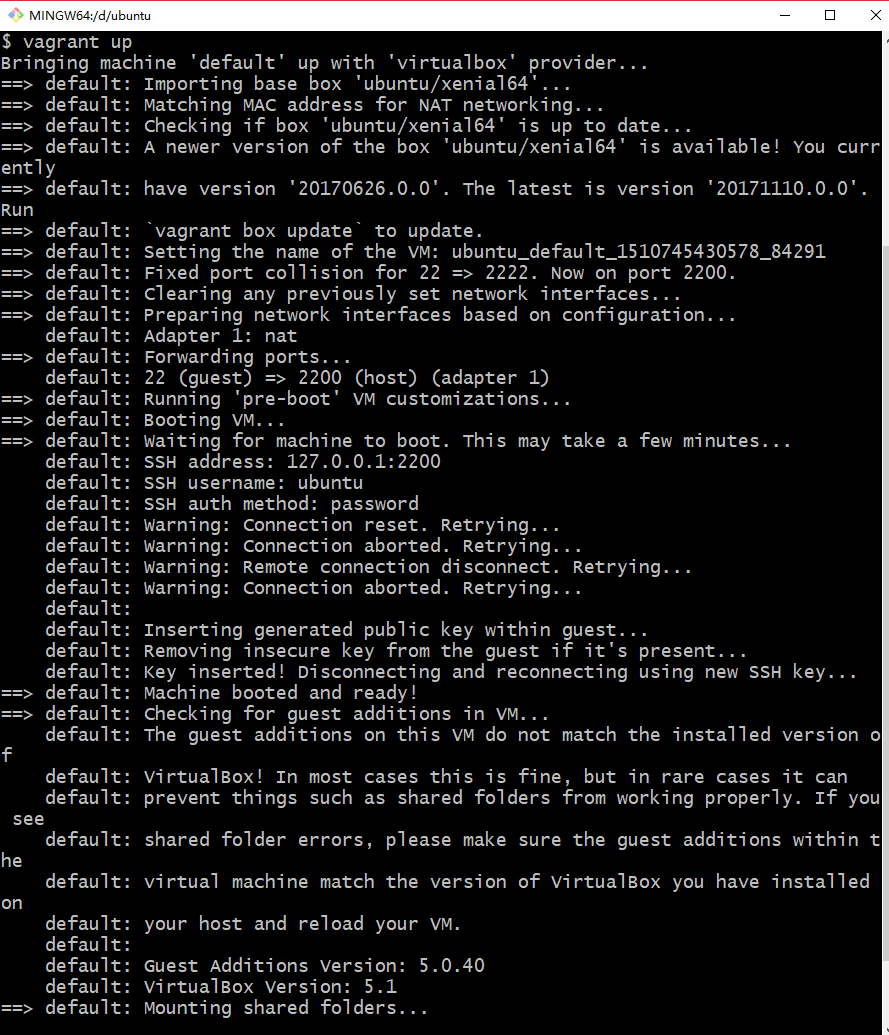 MINGW64:/d/ubuntu
$ vagrant up
Bringing machine 'default' up with 'virtualbox' provider...
==> default: Importing base box 'ubuntu/xenial64'...
==> default: Matching MAC address for NAT networking...
==> default: Checking if box 'ubuntu/xenial64' is up to date...
==> default: A newer version of the box 'ubuntu/xenial64' is available! You curr
ently
==> default: have version '20170626.0.0'. The latest is version '20171110.0.0'.
Run
==> default: `vagrant box update` to update.
==> default: Setting the name of the VM: ubuntu_default_1510745430578_84291
==> default: Fixed port collision for 22 => 2222. Now on port 2200.
==> default: Clearing any previously set network interfaces...
==> default: Preparing network interfaces based on configuration...
    default: Adapter 1: nat
==> default: Forwarding ports...
    default: 22 (guest) => 2200 (host) (adapter 1)
==> default: Running 'pre-boot' VM customizations...
==> default: Booting VM...
==> default: Waiting for machine to boot. This may take a few minutes...
    default: SSH address: 127.0.0.1:2200
    default: SSH username: ubuntu
    default: SSH auth method: password
    default: Warning: Connection reset. Retrying...
    default: Warning: Connection aborted. Retrying...
    default: Warning: Remote connection disconnect. Retrying...
    default: Warning: Connection aborted. Retrying...
    default:
    default: Inserting generated public key within guest...
    default: Removing insecure key from the guest if it's present...
    default: Key inserted! Disconnecting and reconnecting using new SSH key...
==> default: Machine booted and ready!
==> default: Checking for guest additions in VM...
    default: The guest additions on this VM do not match the installed version o
f
    default: VirtualBox! In most cases this is fine, but in rare cases it can
    default: prevent things such as shared folders from working properly. If you
 see
    default: shared folder errors, please make sure the guest additions within t
he
    default: virtual machine match the version of VirtualBox you have installed
on
    default: your host and reload your VM.
    default:
    default: Guest Additions Version: 5.0.40
    default: VirtualBox Version: 5.1
==> default: Mounting shared folders...